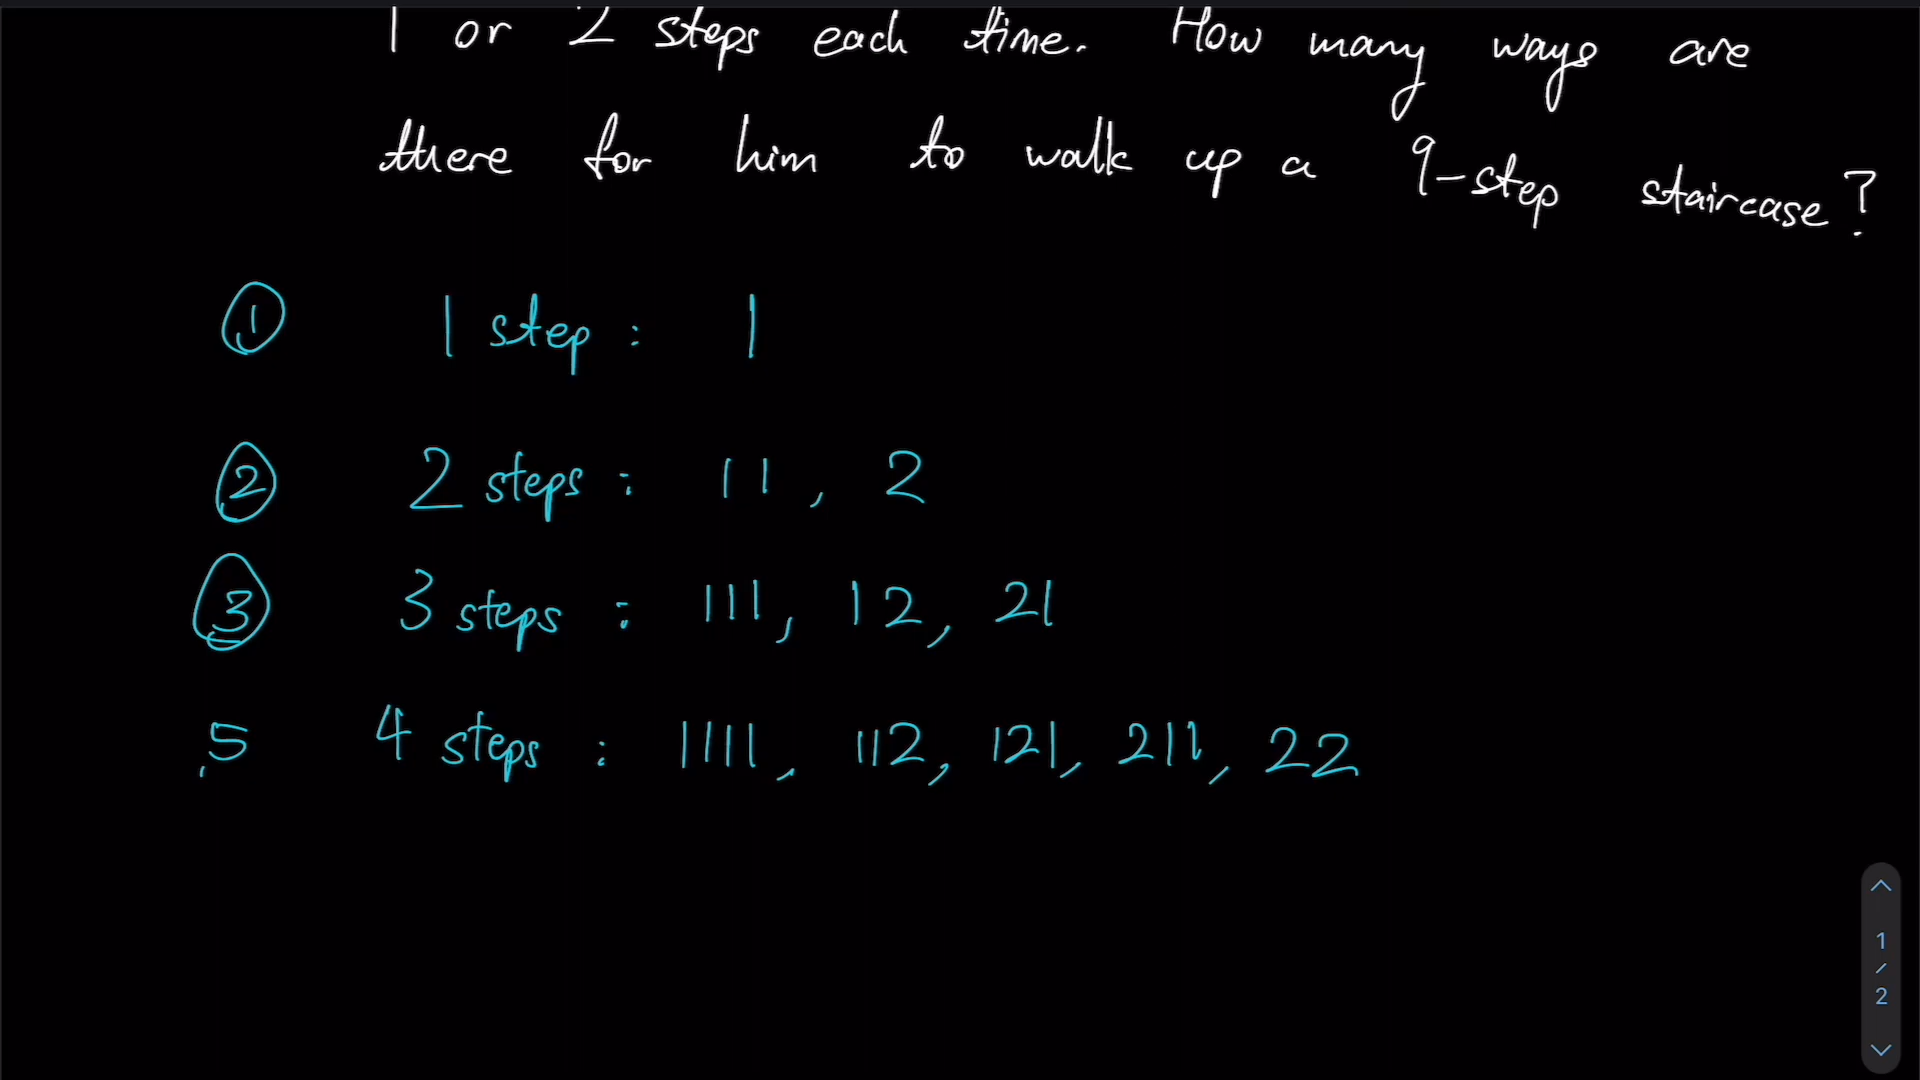 1 or 2 steps each time. How many ways are
there for him to walk up a 9-step staircase?
① 1 step : 1
② 2 steps : 11, 2
③ 3 steps : 111, 12, 21
5 4 steps : 1111, 112, 121, 211, 22
1
/
2